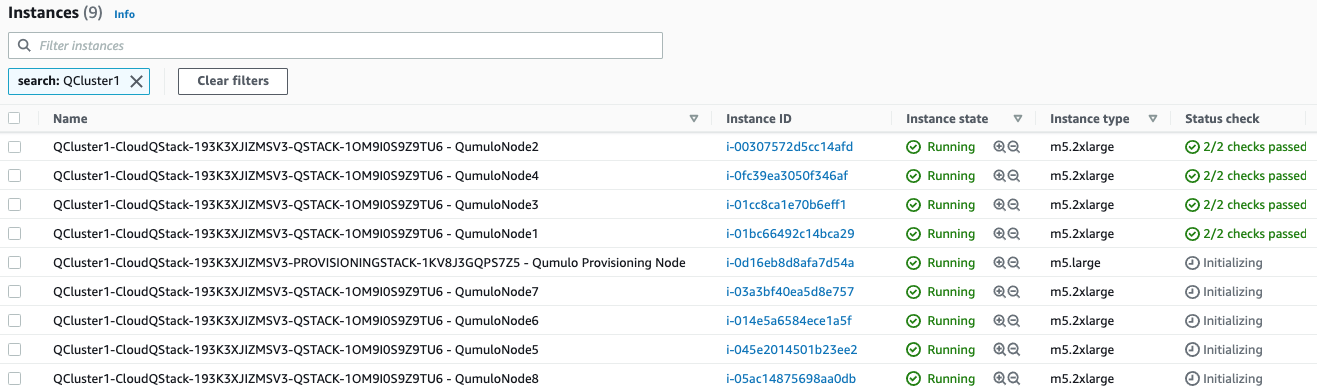 Instances (9) Info
Filter instances
search: QCluster1 Clear filters
Name Instance ID Instance state Instance type Status check
QCluster1-CloudQStack-193K3XJIZMSV3-QSTACK-1OM9I0S9Z9TU6 - QumuloNode2 i-00307572d5cc14afd Running m5.2xlarge 2/2 checks passed
QCluster1-CloudQStack-193K3XJIZMSV3-QSTACK-1OM9I0S9Z9TU6 - QumuloNode4 i-0fc39ea3050f346af Running m5.2xlarge 2/2 checks passed
QCluster1-CloudQStack-193K3XJIZMSV3-QSTACK-1OM9I0S9Z9TU6 - QumuloNode3 i-01cc8ca1e70b6eff1 Running m5.2xlarge 2/2 checks passed
QCluster1-CloudQStack-193K3XJIZMSV3-QSTACK-1OM9I0S9Z9TU6 - QumuloNode1 i-01bc66492c14bca29 Running m5.2xlarge 2/2 checks passed
QCluster1-CloudQStack-193K3XJIZMSV3-PROVISIONINGSTACK-1KV8J3GQPS7Z5 - Qumulo Provisioning Node i-0d16eb8d8afa7d54a Running m5.large Initializing
QCluster1-CloudQStack-193K3XJIZMSV3-QSTACK-1OM9I0S9Z9TU6 - QumuloNode7 i-03a3bf40ea5d8e757 Running m5.2xlarge Initializing
QCluster1-CloudQStack-193K3XJIZMSV3-QSTACK-1OM9I0S9Z9TU6 - QumuloNode6 i-014e5a6584ece1a5f Running m5.2xlarge Initializing
QCluster1-CloudQStack-193K3XJIZMSV3-QSTACK-1OM9I0S9Z9TU6 - QumuloNode5 i-045e2014501b23ee2 Running m5.2xlarge Initializing
QCluster1-CloudQStack-193K3XJIZMSV3-QSTACK-1OM9I0S9Z9TU6 - QumuloNode8 i-05ac14875698aa0db Running m5.2xlarge Initializing